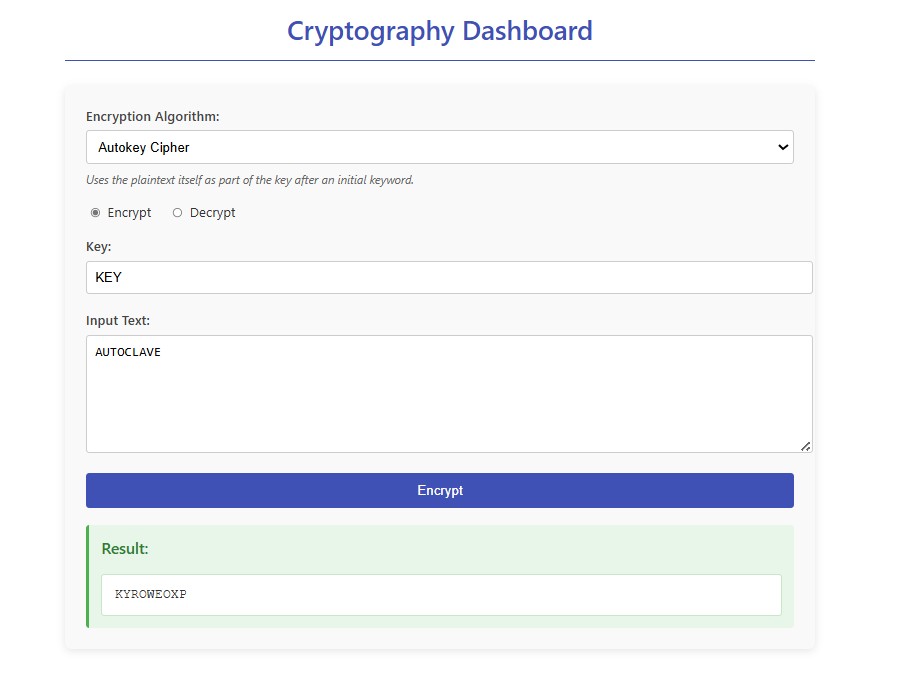 Cryptography Dashboard
Encryption Algorithm:
Autokey Cipher
Uses the plaintext itself as part of the key after an initial keyword.
Encrypt Decrypt
Key:
KEY
Input Text:
AUTOCLAVE
Encrypt
Result:
KYROWEOXP